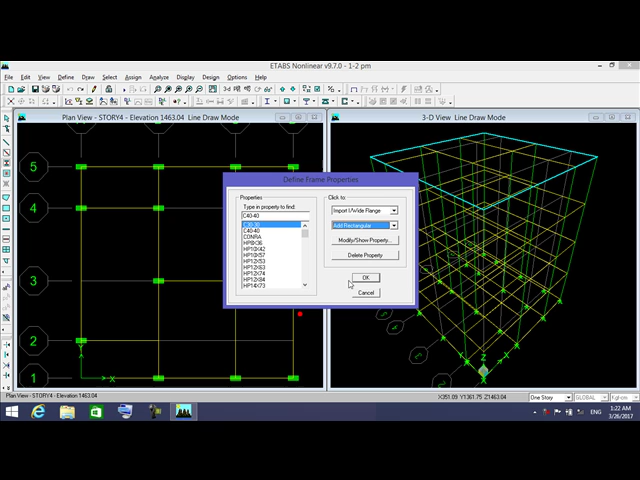 ETABS Nonlinear v9.7.0 - 1-2 pm
File Edit View Define Draw Select Assign Analyze Display Design Options Help
Plan View - STORY4 - Elevation 1463.04 Line Draw Mode
3-D View Line Draw Mode
5
4
3
2
1
Y
X
Define Frame Properties
Properties
Type in property to find:
C40-40
C30-30
C40-40
CONRA
HP8X36
HP10X42
HP10X57
HP12X53
HP12X63
HP12X74
HP12X84
HP14X73
Click to:
Import I/Wide Flange
Add Rectangular
Modify/Show Property...
Delete Property
OK
Cancel
Z
Y
X
Plan View - STORY4 - Elevation 1463.04
X351.09 Y1361.75 Z1463.04
One Story
GLOBAL
Kgf-cm
ENG
1:22 AM
3/26/2017